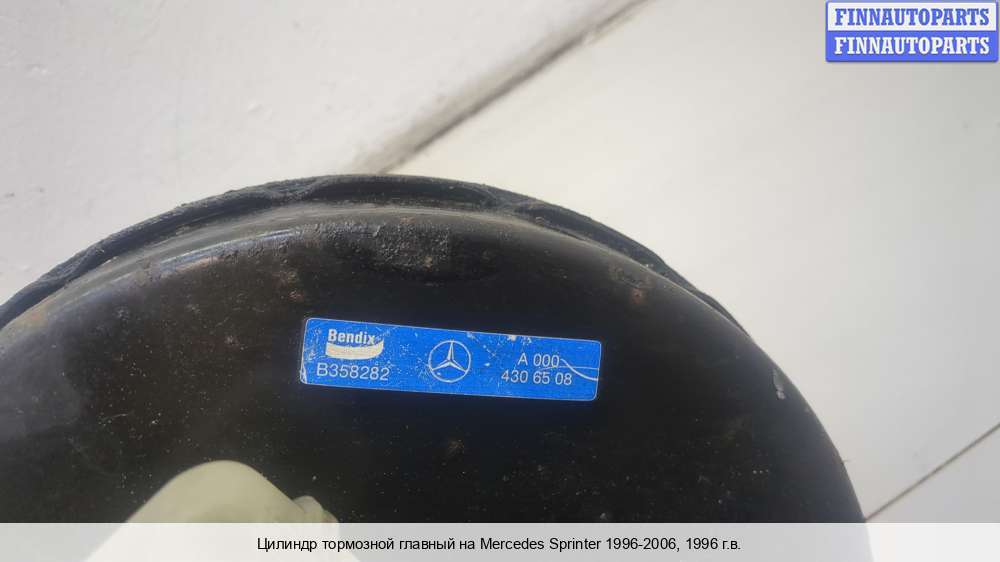 FINNAUTOPARTS
FINNAUTOPARTS
Bendix
B358282
A 000
430 65 08
Цилиндр тормозной главный на Mercedes Sprinter 1996-2006, 1996 г.в.